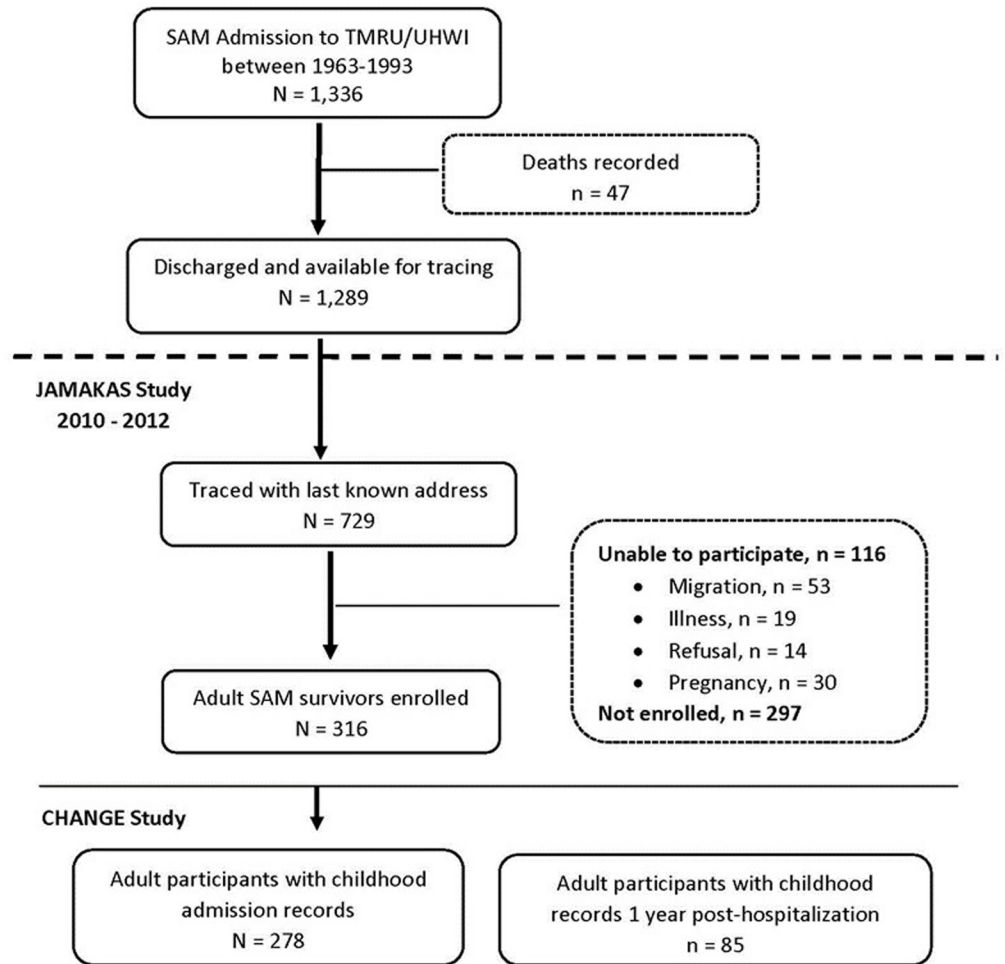 SAM Admission to TMRU/UHWI
between 1963-1993
N = 1,336
Deaths recorded
n = 47
Discharged and available for tracing
N = 1,289
JAMAKAS Study
2010 - 2012
Traced with last known address
N = 729
Unable to participate, n = 116
• Migration, n = 53
• Illness, n = 19
• Refusal, n = 14
• Pregnancy, n = 30
Not enrolled, n = 297
Adult SAM survivors enrolled
N = 316
CHANGE Study
Adult participants with childhood
admission records
N = 278
Adult participants with childhood
records 1 year post-hospitalization
n = 85